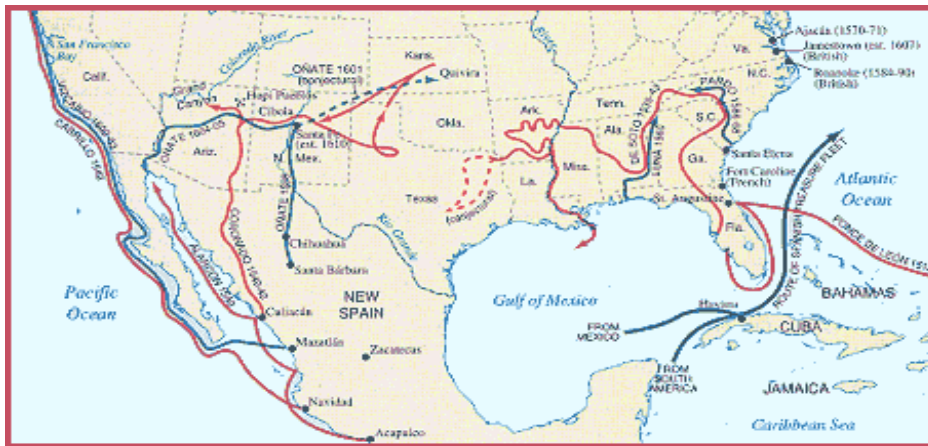 San Francisco
Bay
Calif.
Colorado River
Grand
Canyon
Hopi Pueblos
Cibola
OÑATE 1601
(conjectural)
Kans.
Quivira
Okla.
Santa Fe
(est. 1610)
N.
Mex.
Ariz.
OÑATE 1604-05
CABRILLO 1542
ALARCON 1540
CORONADO 1540-42
OÑATE 1598
Chihuahua
Santa Bárbara
Rio Grande
Texas
(conjectural)
Ark.
La.
Miss.
Ala.
Tenn.
DE SOTO 1539-43
LUNA 1560
PARDO 1566-68
Va.
N.C.
S.C.
Ga.
Fla.
Ajacán (1570-71)
Jamestown (est. 1607)
(British)
Roanoke (1584-90)
(British)
Santa Elena
Fort Caroline
(French)
St. Augustine
Atlantic
Ocean
ROUTE OF SPANISH TREASURE FLEET
PONCE DE LEÓN
BAHAMAS
Gulf of Mexico
Havana
CUBA
FROM
MEXICO
FROM
SOUTH
AMERICA
JAMAICA
Caribbean Sea
Pacific
Ocean
NEW
SPAIN
Culiacán
Mazatlán
Zacatecas
Navidad
Acapulco